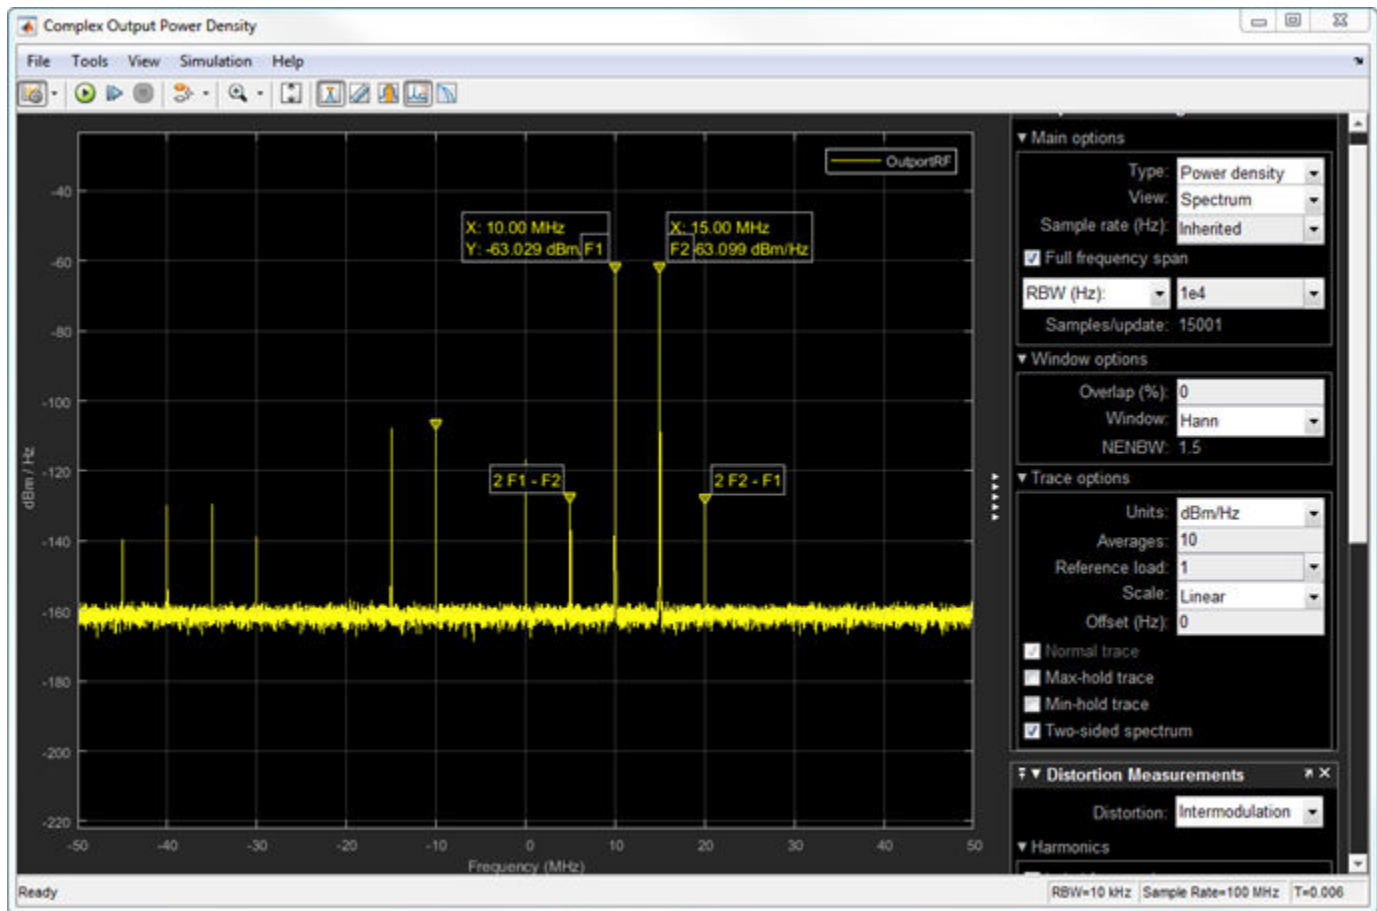 Complex Output Power Density
File Tools View Simulation Help
OutportRF
X: 10.00 MHz
Y: -63.029 dBm
F1
X: 15.00 MHz
F2
63.099 dBm/Hz
2 F1 - F2
2 F2 - F1
dBm / Hz
-40
-60
-80
-100
-120
-140
-160
-180
-200
-220
-50 -40 -30 -20 -10 0 10 20 30 40 50
Frequency (MHz)
Main options
Type: Power density
View: Spectrum
Sample rate (Hz): Inherited
Full frequency span
RBW (Hz): 1e4
Samples/update: 15001
Window options
Overlap (%): 0
Window: Hann
NENBW: 1.5
Trace options
Units: dBm/Hz
Averages: 10
Reference load: 1
Scale: Linear
Offset (Hz): 0
Normal trace
Max-hold trace
Min-hold trace
Two-sided spectrum
Distortion Measurements
Distortion: Intermodulation
Harmonics
Ready
RBW=10 kHz Sample Rate=100 MHz T=0.006